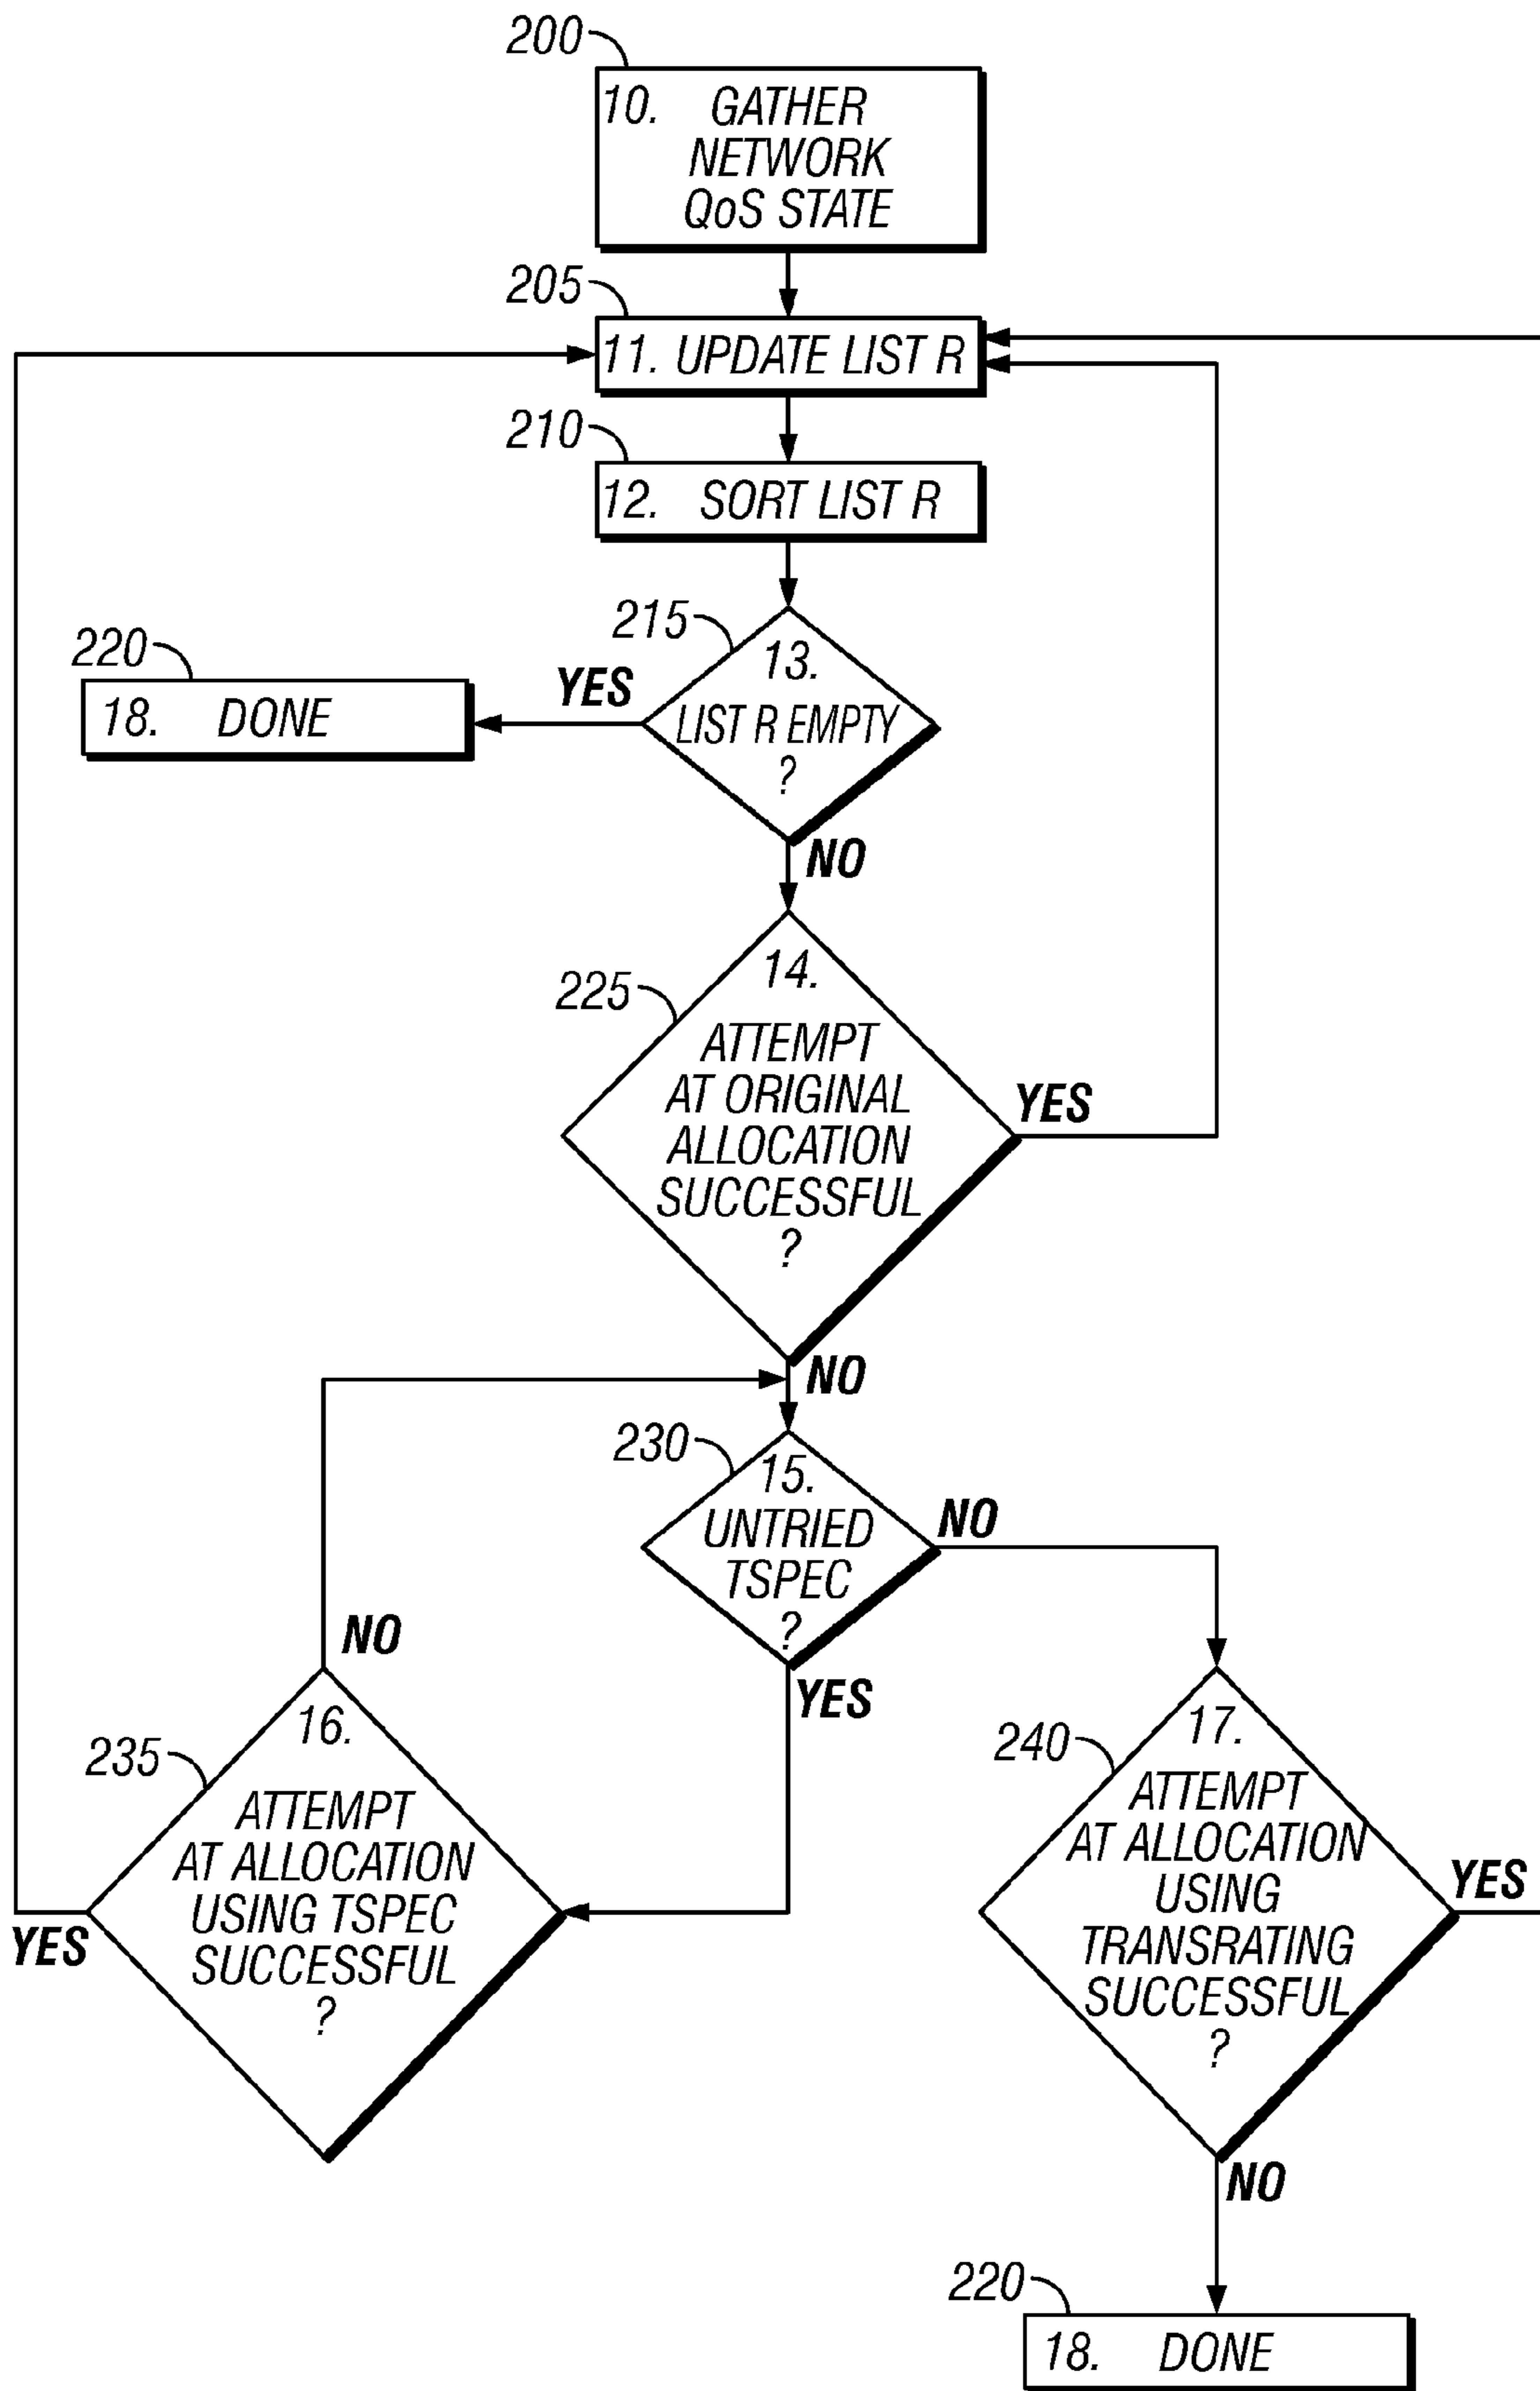 200
10. GATHER
NETWORK
QoS STATE
205
11. UPDATE LIST R
210
12. SORT LIST R
215
13.
LIST R EMPTY
?
YES
220
18. DONE
NO
225
14.
ATTEMPT
AT ORIGINAL
ALLOCATION
SUCCESSFUL
?
YES
NO
230
15.
UNTRIED
TSPEC
?
NO
YES
NO
235
16.
ATTEMPT
AT ALLOCATION
USING TSPEC
SUCCESSFUL
?
YES
240
17.
ATTEMPT
AT ALLOCATION
USING
TRANSRATING
SUCCESSFUL
?
YES
NO
220
18. DONE